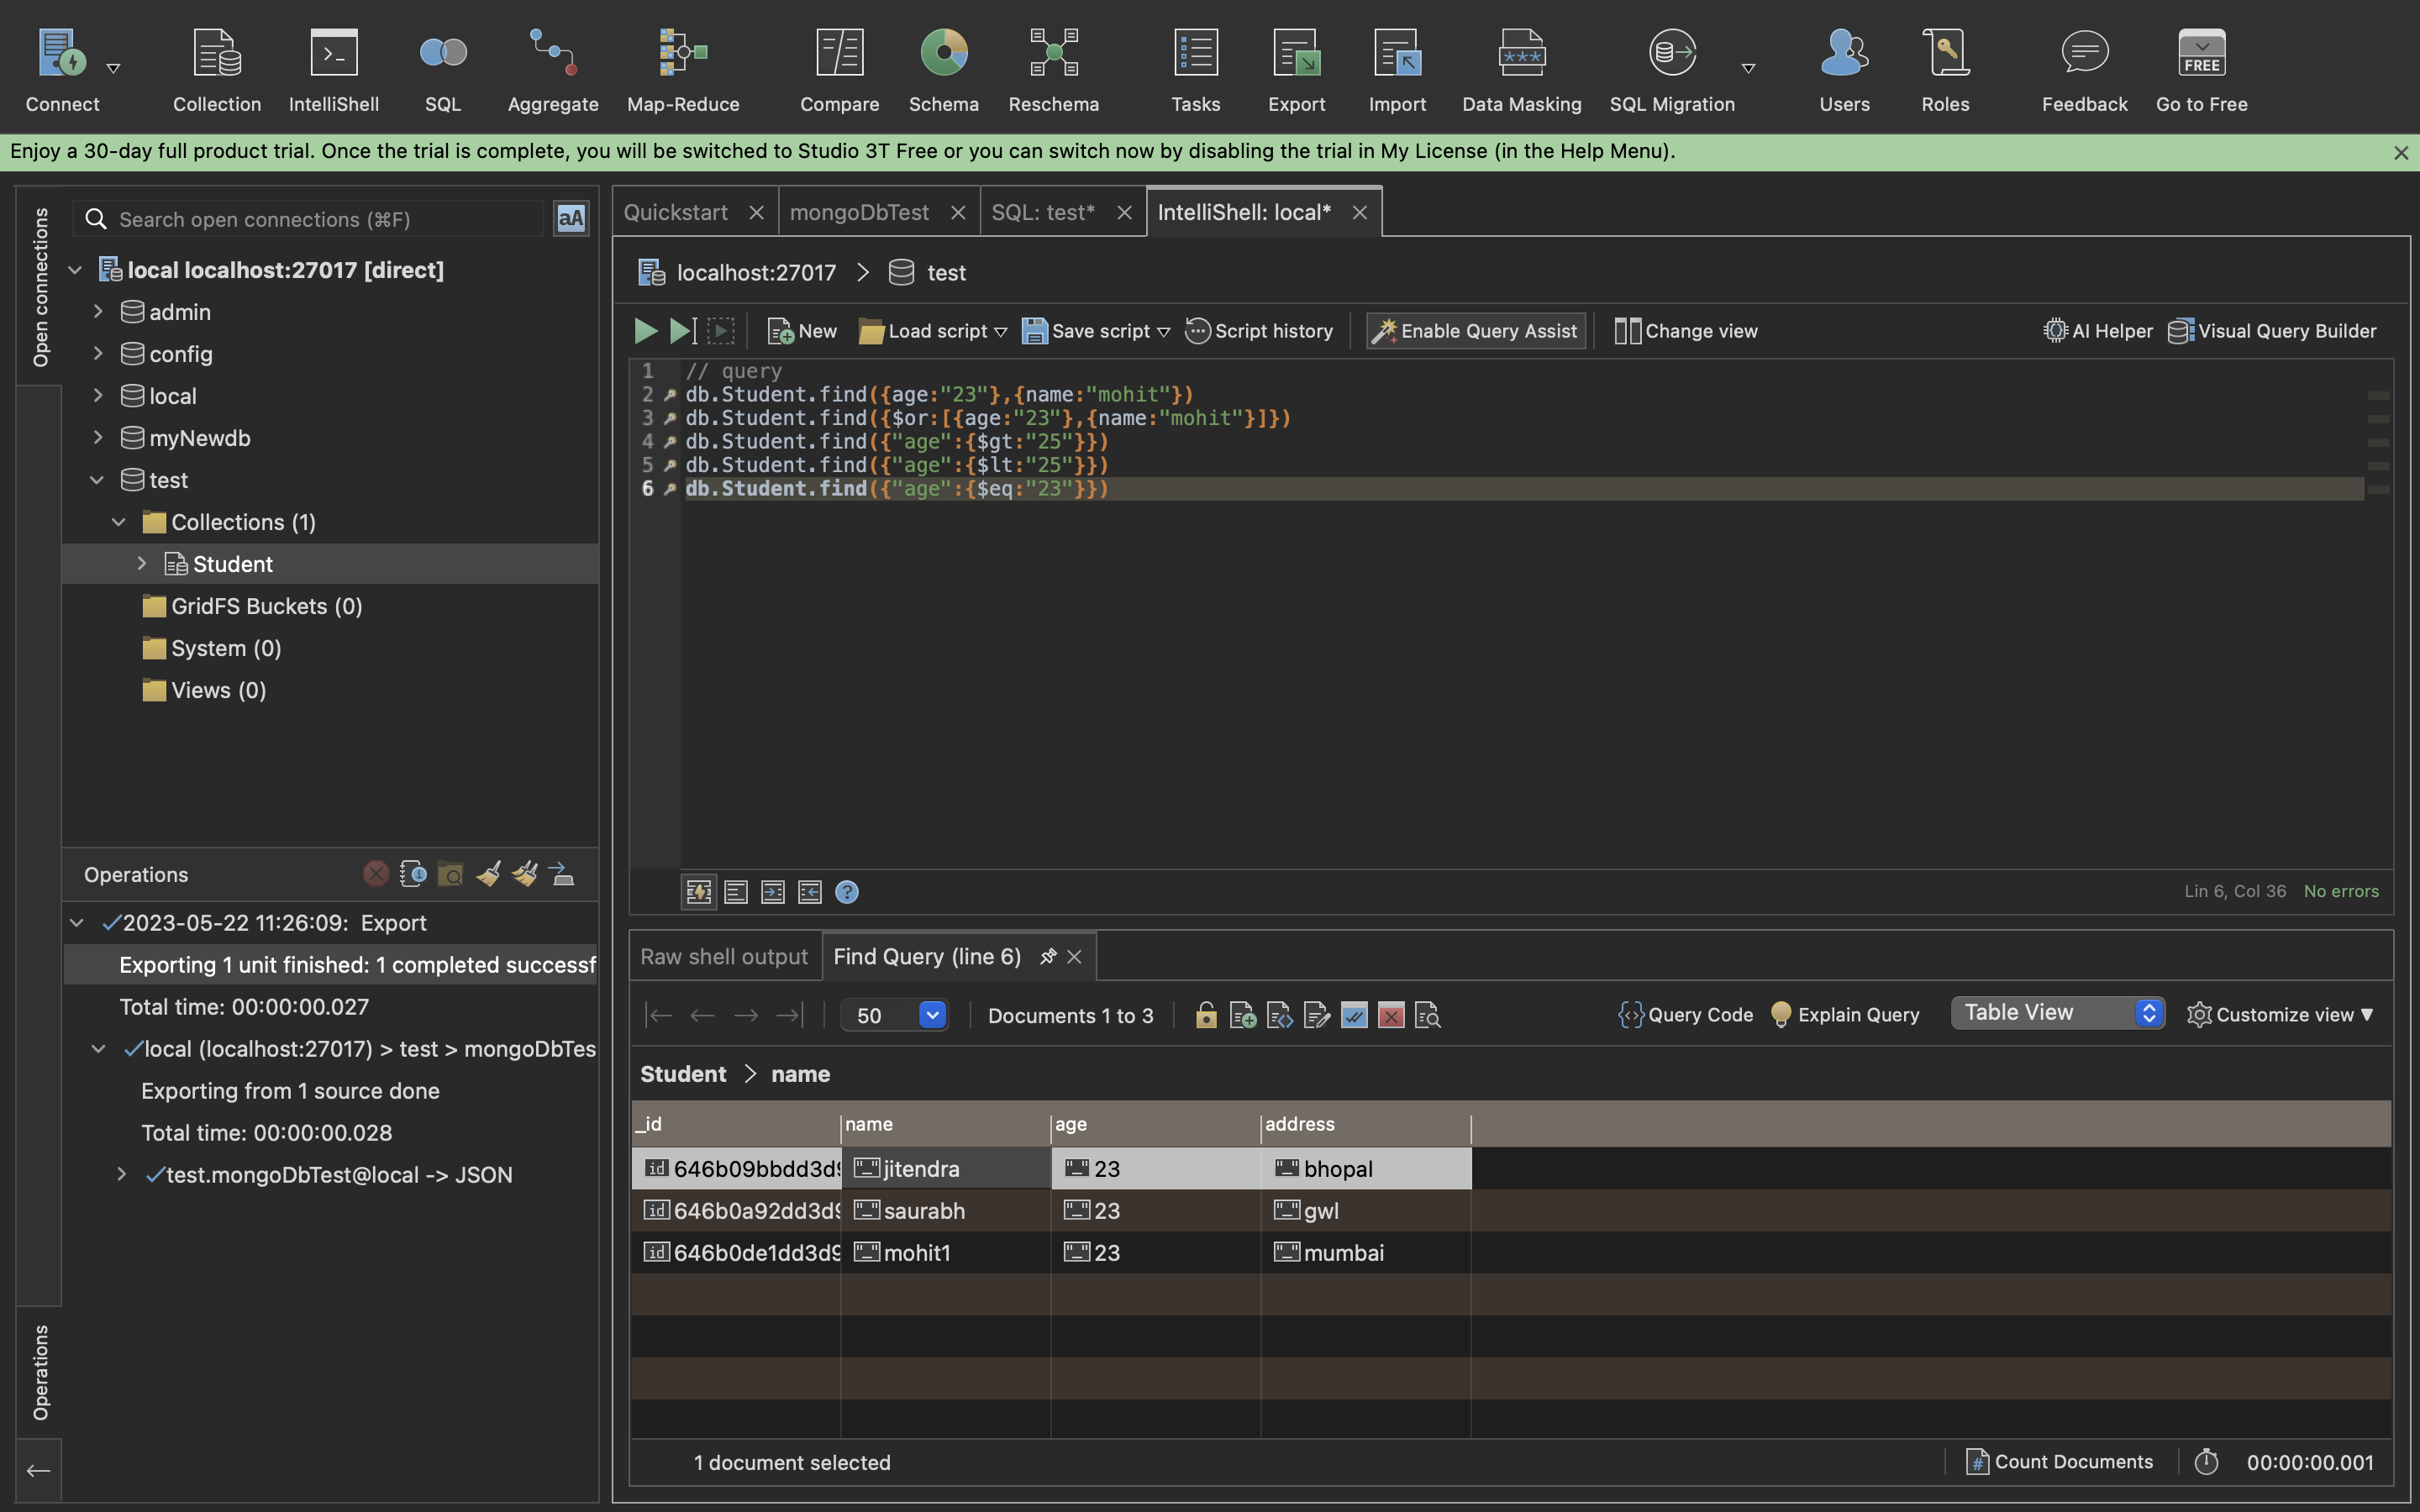 Connect
Collection
IntelliShell
SQL
Aggregate
Map-Reduce
Compare
Schema
Reschema
Tasks
Export
Import
Data Masking
SQL Migration
Users
Roles
Feedback
FREE
Go to Free
Enjoy a 30-day full product trial. Once the trial is complete, you will be switched to Studio 3T Free or you can switch now by disabling the trial in My License (in the Help Menu).
Open connections
Search open connections (⌘F)
aA
local localhost:27017 [direct]
admin
config
local
myNewdb
test
Collections (1)
Student
GridFS Buckets (0)
System (0)
Views (0)
Operations
2023-05-22 11:26:09: Export
Exporting 1 unit finished: 1 completed successf
Total time: 00:00:00.027
local (localhost:27017) > test > mongoDbTes
Exporting from 1 source done
Total time: 00:00:00.028
test.mongoDbTest@local -> JSON
Operations
Quickstart
mongoDbTest
SQL: test*
IntelliShell: local*
localhost:27017 > test
New
Load script
Save script
Script history
Enable Query Assist
Change view
AI Helper
Visual Query Builder
1 // query
2 db.Student.find({age:"23"},{name:"mohit"})
3 db.Student.find({$or:[{age:"23"},{name:"mohit"}]})
4 db.Student.find({"age":{$gt:"25"}})
5 db.Student.find({"age":{$lt:"25"}})
6 db.Student.find({"age":{$eq:"23"}})
Lin 6, Col 36 No errors
Raw shell output
Find Query (line 6)
50
Documents 1 to 3
Query Code
Explain Query
Table View
Customize view
Student > name
_id name age address
646b09bbdd3d9 jitendra 23 bhopal
646b0a92dd3d9 saurabh 23 gwl
646b0de1dd3d9 mohit1 23 mumbai
1 document selected
Count Documents
00:00:00.001